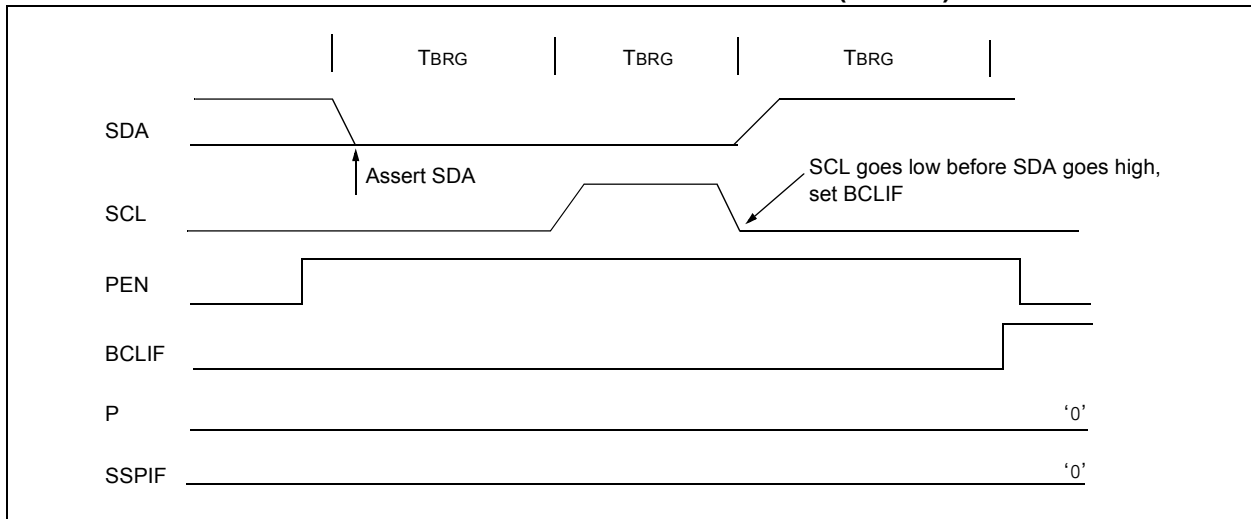 TBRG TBRG TBRG
SDA
Assert SDA
SCL goes low before SDA goes high,
set BCLIF
SCL
PEN
BCLIF
P
‘0’
SSPIF
‘0’